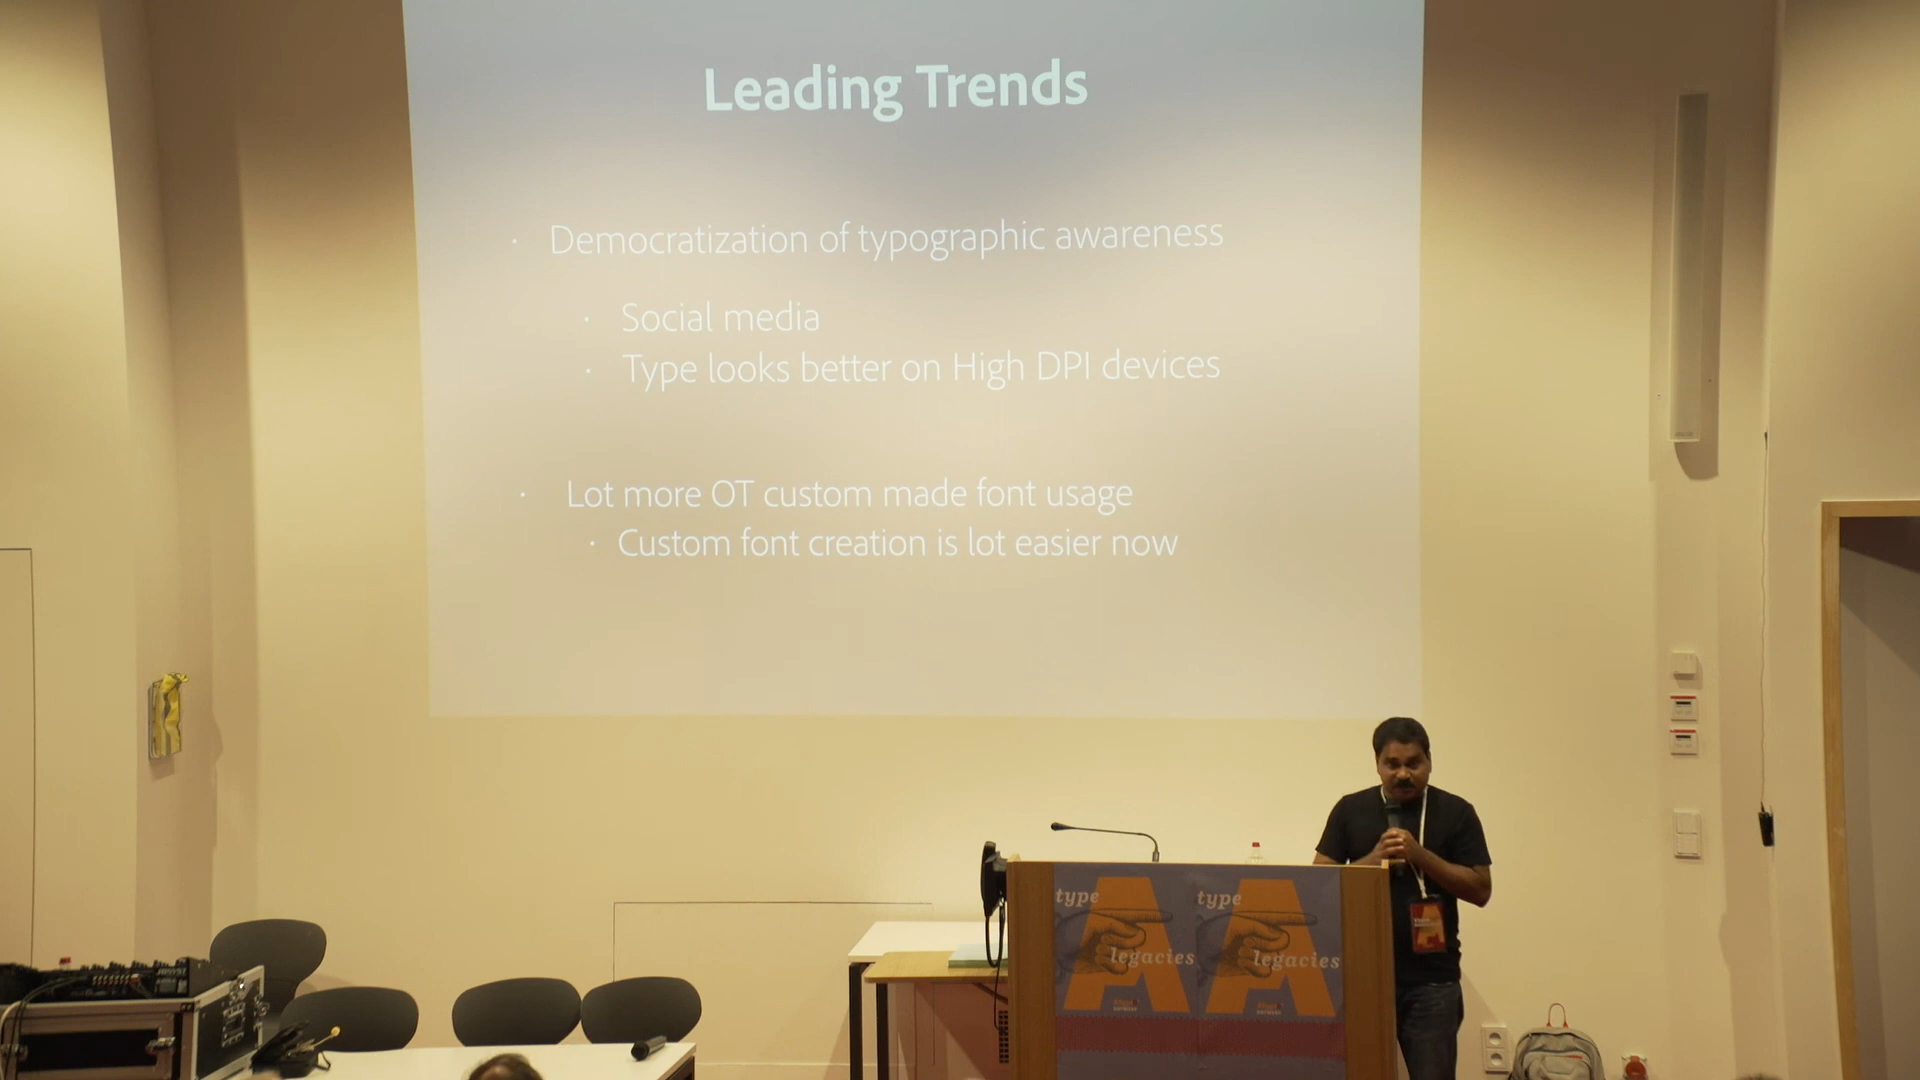 Leading Trends
· Democratization of typographic awareness
· Social media
· Type looks better on High DPI devices
· Lot more OT custom made font usage
· Custom font creation is lot easier now
type
legacies
type
legacies